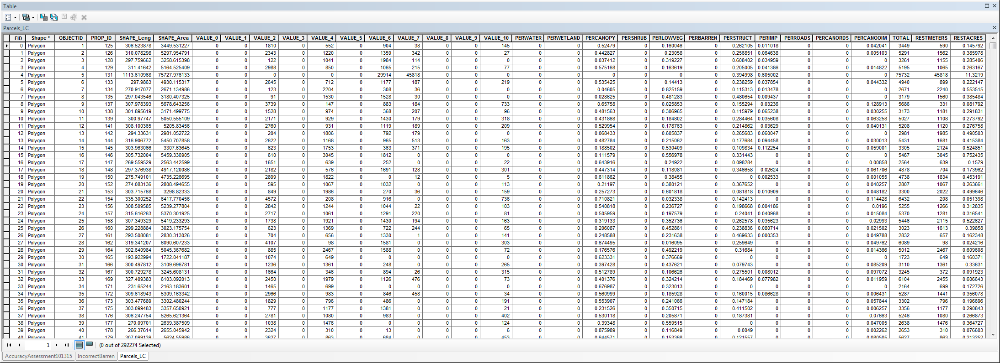 Table
Parcels_LC
FID Shape * OBJECTID PROP_ID SHAPE_Leng SHAPE_Area VALUE_0 VALUE_1 VALUE_2 VALUE_3 VALUE_4 VALUE_5 VALUE_6 VALUE_7 VALUE_8 VALUE_9 VALUE_10 PERWATER PERWETLAND PERCANOPY PERSHRUB PERLOWVEG PERBARREN PERSTRUCT PERIMP PERROADS PERCANORDS PERCANOOIM TOTAL RESTMETERS RESTACRES
0 Polygon 1 125 306.523878 3449.531227 0 0 1810 0 552 0 904 38 0 0 145 0 0 0.52479 0 0.160046 0 0.262105 0.011018 0 0 0.042041 3449 590 0.145792
1 Polygon 2 126 310.078298 5297.954791 0 0 2343 0 1220 0 1359 342 0 0 27 0 0 0.442827 0 0.23058 0 0.256851 0.064638 0 0 0.005103 5291 1562 0.385978
2 Polygon 3 128 297.759662 3258.615398 0 0 122 0 1041 0 1984 114 0 0 0 0 0 0.037412 0 0.319227 0 0.608402 0.034959 0 0 0 3261 1155 0.285406
3 Polygon 4 129 311.41642 5164.525409 0 0 2988 0 850 0 1065 215 0 0 77 0 0 0.575168 0 0.163619 0 0.205005 0.041386 0 0 0.014822 5195 1065 0.263167
4 Polygon 5 131 1113.610968 75727.976133 0 0 0 0 0 0 29914 45818 0 0 0 0 0 0 0 0 0 0.394998 0.605002 0 0 0 75732 45818 11.3219
5 Polygon 6 133 297.9863 4930.115317 0 0 2645 0 712 0 1177 187 0 0 219 0 0 0.535425 0 0.14413 0 0.238259 0.037854 0 0 0.044332 4940 899 0.222147
6 Polygon 7 134 270.917077 2671.134986 0 0 123 0 2204 0 308 36 0 0 0 0 0 0.04605 0 0.825159 0 0.115313 0.013478 0 0 0 2671 2240 0.553515
7 Polygon 8 135 297.043546 3180.407325 0 0 91 0 1530 0 1528 30 0 0 0 0 0 0.028625 0 0.481283 0 0.480654 0.009437 0 0 0 3179 1560 0.385484
8 Polygon 9 137 307.978393 5678.643256 0 0 3739 0 147 0 883 184 0 0 733 0 0 0.65758 0 0.025853 0 0.155294 0.03236 0 0 0.128913 5686 331 0.081792
9 Polygon 10 138 301.895619 3171.499775 0 0 1528 0 974 0 368 207 0 0 96 0 0 0.481563 0 0.306965 0 0.115979 0.065238 0 0 0.030255 3173 1181 0.291831
10 Polygon 11 139 300.97747 5050.555109 0 0 2171 0 929 0 1430 179 0 0 318 0 0 0.431868 0 0.184802 0 0.284464 0.035608 0 0 0.063258 5027 1108 0.273792
11 Polygon 12 141 308.100365 5205.83456 0 0 2760 0 931 0 1119 189 0 0 209 0 0 0.529954 0 0.178763 0 0.214862 0.03629 0 0 0.040131 5208 1120 0.276758
12 Polygon 13 142 294.33631 2981.052722 0 0 204 0 1806 0 792 179 0 0 0 0 0 0.068433 0 0.605837 0 0.265683 0.060047 0 0 0 2981 1985 0.490503
13 Polygon 14 144 316.906772 5450.707858 0 0 2622 0 1168 0 965 513 0 0 163 0 0 0.482784 0 0.215062 0 0.177684 0.094458 0 0 0.030013 5431 1681 0.415384
14 Polygon 15 145 303.963066 3307.63645 0 0 623 0 1753 0 363 371 0 0 195 0 0 0.188502 0 0.530409 0 0.109834 0.112254 0 0 0.059001 3305 2124 0.524851
15 Polygon 16 146 305.732004 5459.336905 0 0 610 0 3045 0 1812 0 0 0 0 0 0 0.111579 0 0.556978 0 0.331443 0 0 0 0 5467 3045 0.752435
16 Polygon 17 147 269.559529 2563.442599 0 0 1651 0 639 0 252 0 0 0 22 0 0 0.643916 0 0.24922 0 0.098284 0 0 0 0.00858 2564 639 0.1579
17 Polygon 18 148 297.376938 4917.120086 0 0 2182 0 576 0 1691 128 0 0 301 0 0 0.447314 0 0.118081 0 0.346658 0.02624 0 0 0.061706 4878 704 0.173962
18 Polygon 19 150 275.749101 4735.226695 0 0 2899 0 1822 0 0 12 0 0 5 0 0 0.611862 0 0.38455 0 0 0.002533 0 0 0.001055 4738 1834 0.453191
19 Polygon 20 152 274.083136 2808.494655 0 0 595 0 1067 0 1032 0 0 0 113 0 0 0.21197 0 0.380121 0 0.367652 0 0 0 0.040257 2807 1067 0.263661
20 Polygon 21 153 303.715768 3298.82333 0 0 849 0 1986 0 270 36 0 0 159 0 0 0.257273 0 0.601818 0 0.081818 0.010909 0 0 0.048182 3300 2022 0.499646
21 Polygon 22 154 335.300252 6417.770456 0 0 4572 0 208 0 916 0 0 0 736 0 0 0.710821 0 0.032338 0 0.142413 0 0 0 0.114428 6432 208 0.051398
22 Polygon 23 156 308.509585 5239.277804 0 0 2842 0 1244 0 1044 22 0 0 103 0 0 0.540818 0 0.236727 0 0.198668 0.004186 0 0 0.0196 5255 1266 0.312835
23 Polygon 24 157 315.616263 5370.301925 0 0 2717 0 1061 0 1291 220 0 0 81 0 0 0.505959 0 0.197579 0 0.24041 0.040968 0 0 0.015084 5370 1281 0.316541
24 Polygon 25 158 307.349329 5419.233293 0 0 1738 0 1921 0 1430 194 0 0 163 0 0 0.319133 0 0.352736 0 0.262578 0.035623 0 0 0.02993 5446 2115 0.522627
25 Polygon 26 160 299.228884 3023.175754 0 0 623 0 1369 0 722 244 0 0 65 0 0 0.206087 0 0.452861 0 0.238836 0.080714 0 0 0.021502 3023 1613 0.39858
26 Polygon 27 161 293.508081 2830.313026 0 0 704 0 656 0 1330 1 0 0 141 0 0 0.248588 0 0.231638 0 0.469633 0.000353 0 0 0.049788 2832 657 0.162348
27 Polygon 28 162 319.341207 6090.607233 0 0 4107 0 98 0 1581 0 0 0 303 0 0 0.674495 0 0.016095 0 0.259649 0 0 0 0.049762 6089 98 0.024216
28 Polygon 29 164 302.640984 5045.367682 0 0 885 0 2467 0 1588 0 0 0 72 0 0 0.176576 0 0.492219 0 0.31684 0 0 0 0.014366 5012 2467 0.609608
29 Polygon 30 165 193.922994 1722.041187 0 0 1074 0 649 0 0 0 0 0 0 0 0 0.623331 0 0.376669 0 0 0 0 0 0 1723 649 0.160371
30 Polygon 31 166 300.497812 3109.696781 0 0 1236 0 1361 0 248 0 0 0 265 0 0 0.397428 0 0.437621 0 0.079743 0 0 0 0.085209 3110 1361 0.33631
31 Polygon 32 167 300.729278 3245.608131 0 0 1664 0 346 0 894 26 0 0 315 0 0 0.512789 0 0.106626 0 0.275501 0.008012 0 0 0.097072 3245 372 0.091923
32 Polygon 33 169 327.409383 6103.092013 0 0 2450 0 1979 0 1126 476 0 0 73 0 0 0.401376 0 0.324214 0 0.184469 0.077982 0 0 0.011959 6104 2455 0.606643
33 Polygon 34 171 231.65244 2163.183601 0 0 1465 0 699 0 0 0 0 0 0 0 0 0.676987 0 0.323013 0 0 0 0 0 0 2164 699 0.172726
34 Polygon 35 172 309.618943 5309.163342 0 0 2966 0 983 0 846 458 0 0 34 0 0 0.560999 0 0.185928 0 0.160015 0.086628 0 0 0.006431 5287 1441 0.356078
35 Polygon 36 173 303.477689 3302.480244 0 0 1829 0 796 0 486 0 0 0 191 0 0 0.553907 0 0.241066 0 0.147184 0 0 0 0.057844 3302 796 0.196696
36 Polygon 37 175 303.099483 3357.650921 0 0 777 0 1177 0 1381 0 0 0 21 0 0 0.231526 0 0.350715 0 0.411502 0 0 0 0.006257 3356 1177 0.290843
37 Polygon 38 176 306.247754 5265.621364 0 0 2781 0 1080 0 983 0 0 0 402 0 0 0.530118 0 0.205871 0 0.187381 0 0 0 0.07663 5246 1080 0.266873
38 Polygon 39 177 270.09701 2639.387509 0 0 1038 0 1476 0 0 0 0 0 124 0 0 0.39348 0 0.559515 0 0 0 0 0 0.047005 2638 1476 0.364727
39 Polygon 40 178 266.37614 2655.045942 0 0 2324 0 310 0 13 0 0 0 6 0 0 0.875989 0 0.116849 0 0.0049 0 0 0 0.002262 2653 310 0.076603
40 Polygon 41 179 307.099139 5624.55986 0 0 3627 0 863 0 684 0 0 0 453 0 0 0.644571 0 0.153368 0 0.121557 0 0 0 0.080505 5627 863 0.213252
1 (0 out of 292274 Selected)
AccuracyAssessment101315 IncorrectBarren Parcels_LC